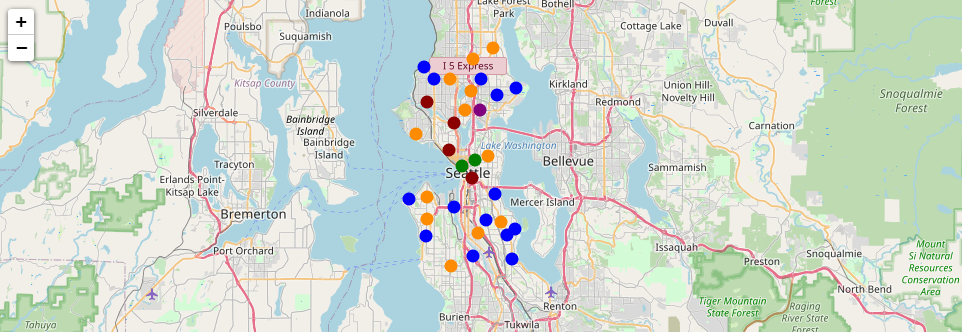 +
−
Poulsbo
Indianola
Suquamish
Lake Forest
Park
Bothell
Cottage Lake
Duvall
Forest
I 5 Express
Kitsap County
Silverdale
Bainbridge
Island
Bainbridge
Island
Kirkland
Redmond
Union Hill-
Novelty Hill
Snoqualmie
Forest
Carnation
Lake Washington
Bellevue
Sammamish
Tracyton
Erlands Point-
Kitsap Lake
Seattle
Mercer Island
Bremerton
Port Orchard
Issaquah
Preston
Snoqualmie
Mount
Si Natural
Resources
Conservation
Area
North Bend
Tiger Mountain
State Forest
Raging
River State
Forest
Renton
Burien
Tukwila
Tahuya